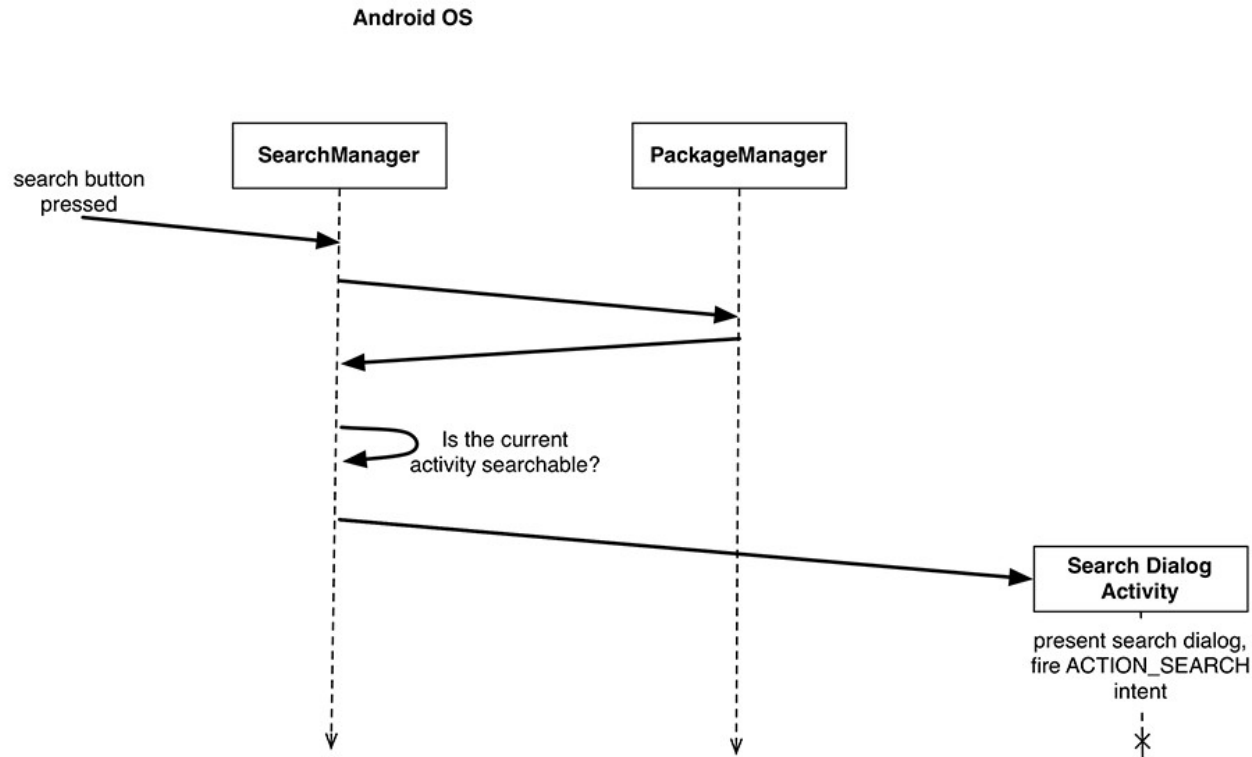 Android OS
SearchManager
PackageManager
search button
pressed
Is the current
activity searchable?
Search Dialog
Activity
present search dialog,
fire ACTION_SEARCH
intent